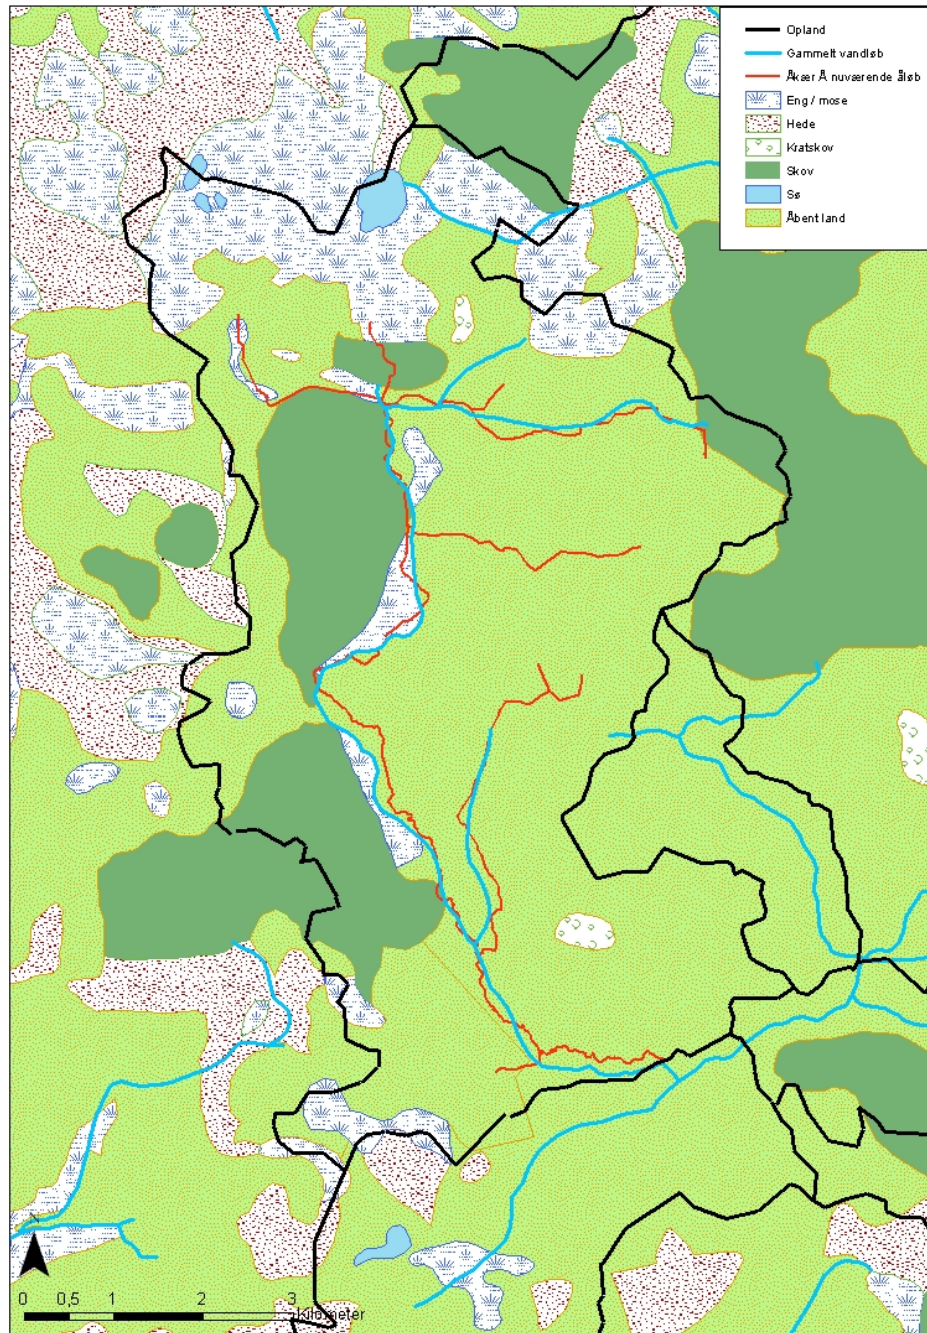 Opland
Gammelt vandløb
Åkær Å nuværende åløb
Eng / mose
Hede
Kratskov
Skov
Sø
Åbent land
0 0,5 1 2 3
Kilometer